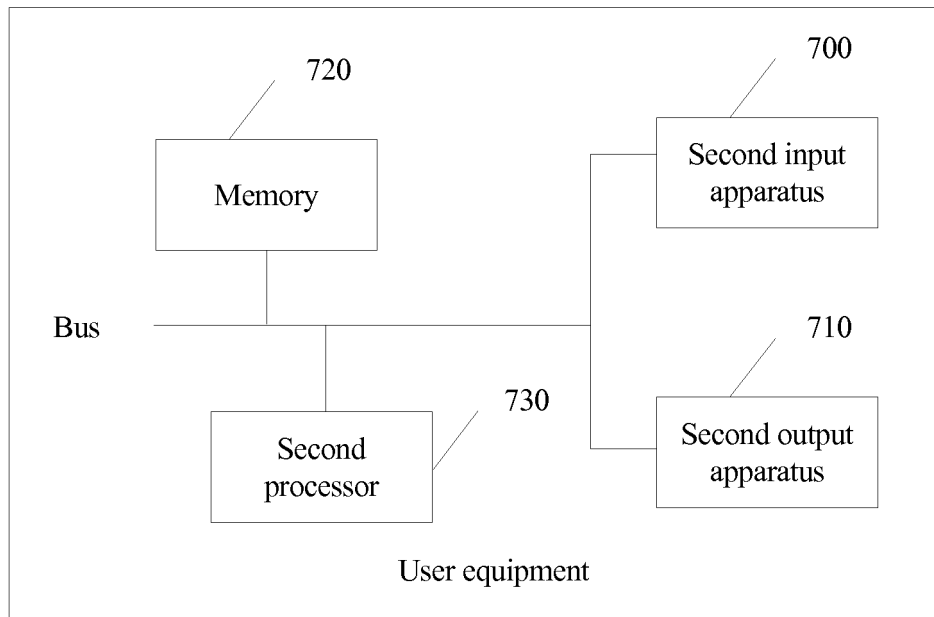 720
700
Memory
Second input
apparatus
Bus
710
730
Second
processor
Second output
apparatus
User equipment